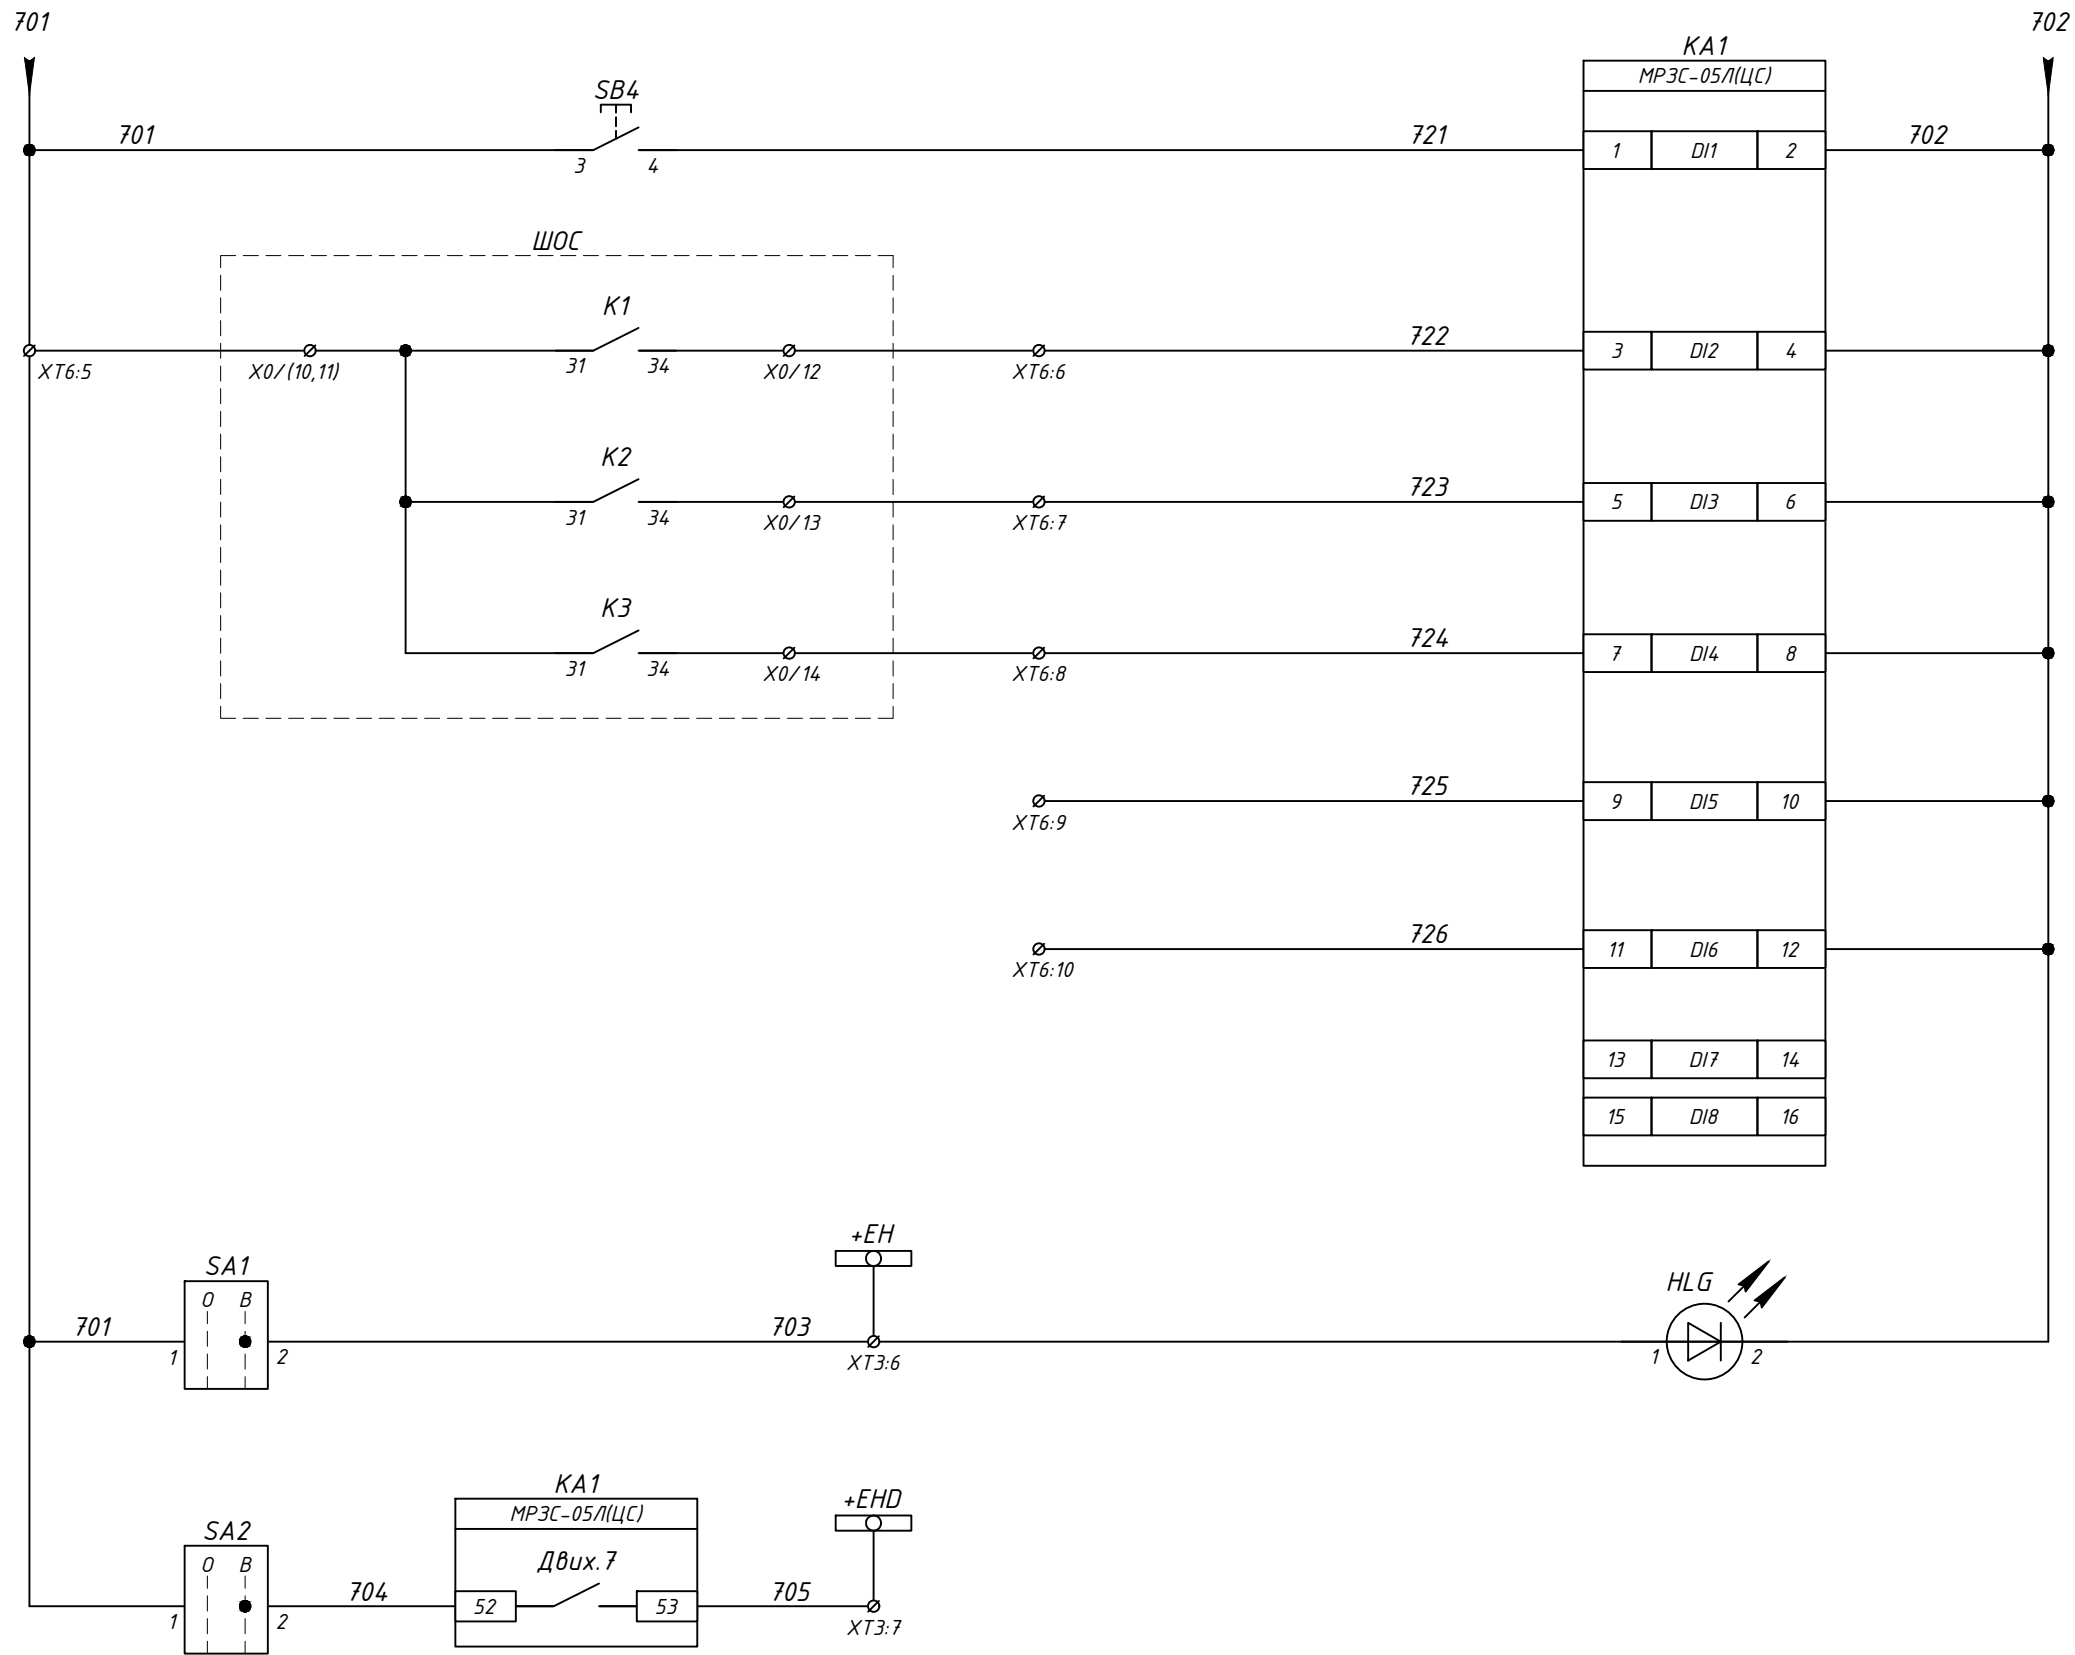 701
702
KA1
МРЗС-05Л(ЦС)
SB4
701
721
1
DI1
2
702
3
4
ШОС
K1
722
3
DI2
4
31
34
XT6:5
X0/(10,11)
X0/12
XT6:6
K2
723
5
DI3
6
31
34
X0/13
XT6:7
K3
724
7
DI4
8
31
34
X0/14
XT6:8
725
9
DI5
10
XT6:9
726
11
DI6
12
XT6:10
13
DI7
14
15
DI8
16
+EH
SA1
HLG
O
B
701
703
1
2
XT3:6
1
2
KA1
МРЗС-05Л(ЦС)
+EHD
SA2
O
B
Двих.7
704
52
53
705
1
2
XT3:7